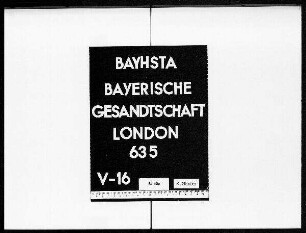 BAYHSTA
BAYERISCHE
GESANDTSCHAFT
LONDON
635
V-16